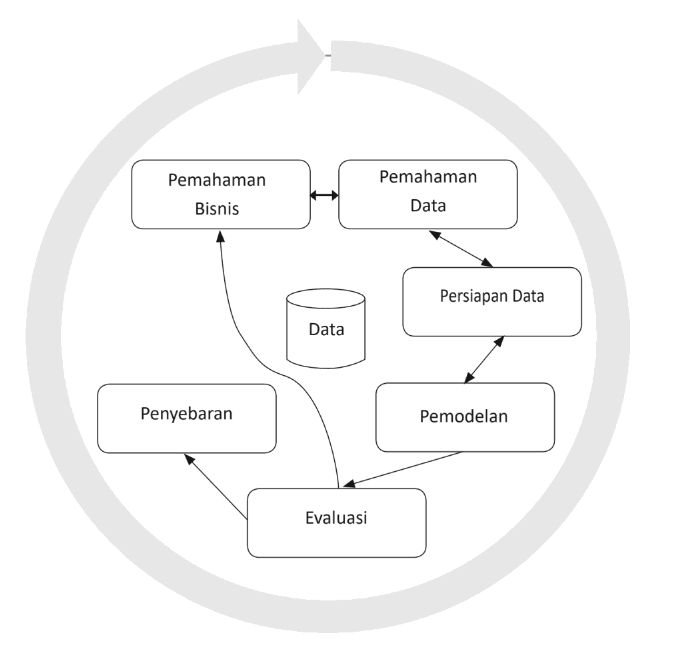 Pemahaman
Bisnis
Pemahaman
Data
Persiapan Data
Data
Penyebaran
Pemodelan
Evaluasi